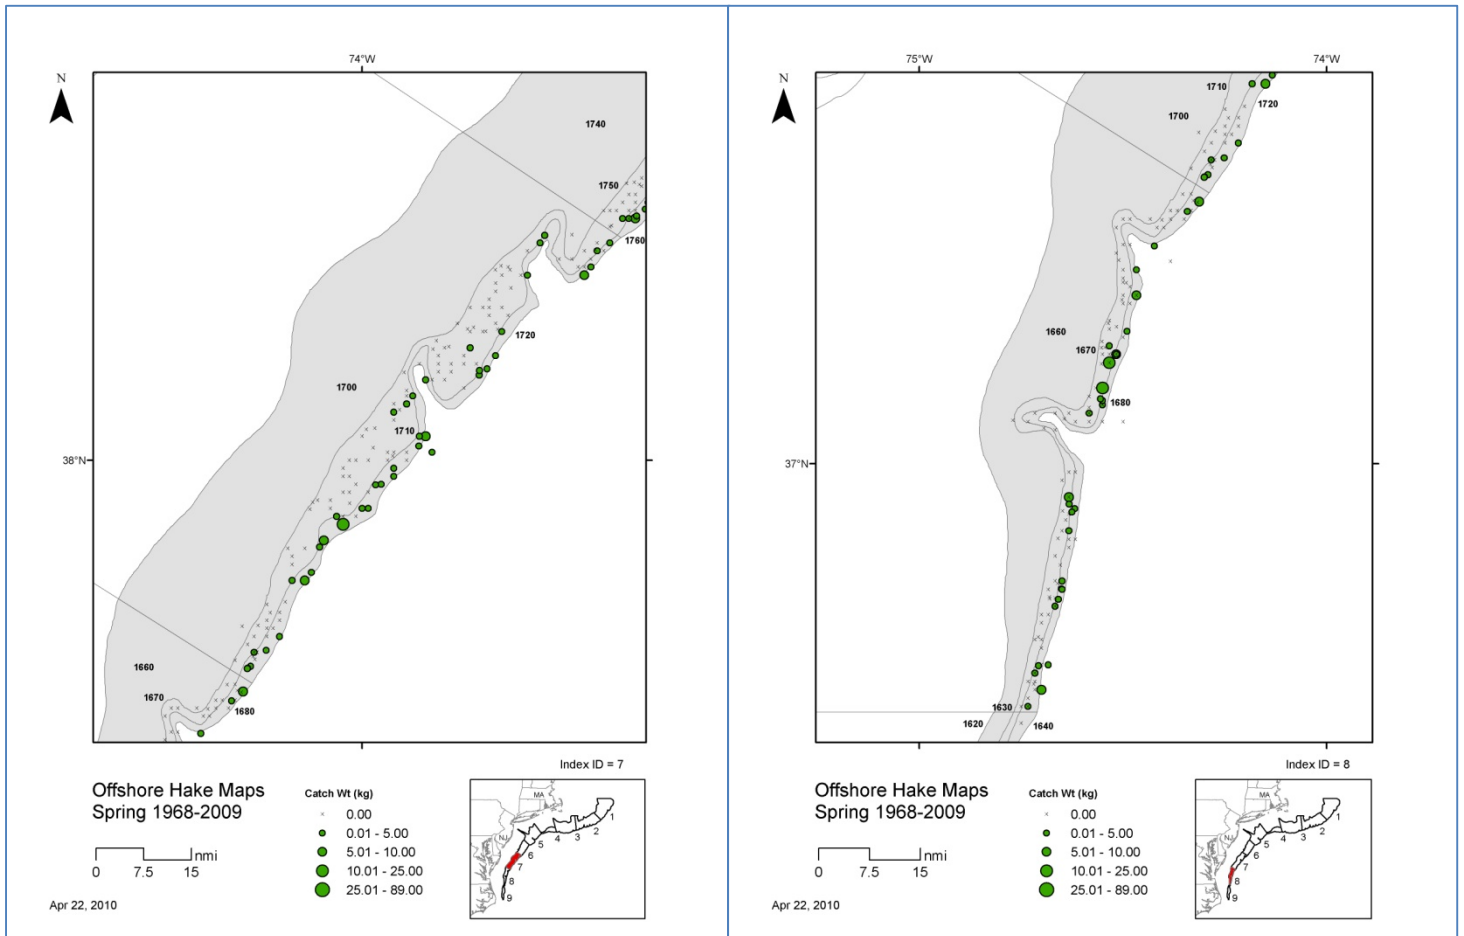 74°W
N
1740
1750
1760
1720
1700
1710
38°N
1660
1670
1680
Index ID = 7
Offshore Hake Maps
Spring 1968-2009
Catch Wt (kg)
0.00
0.01 - 5.00
5.01 - 10.00
10.01 - 25.00
25.01 - 89.00
nmi
0 7.5 15
MA
NJ
1
2
3
4
5
6
7
8
9
Apr 22, 2010
75°W 74°W
N
1710
1720
1700
1660
1670
1680
37°N
1630
1620
1640
Index ID = 8
Offshore Hake Maps
Spring 1968-2009
Catch Wt (kg)
0.00
0.01 - 5.00
5.01 - 10.00
10.01 - 25.00
25.01 - 89.00
nmi
0 7.5 15
MA
NJ
1
2
3
4
5
6
7
8
9
Apr 22, 2010